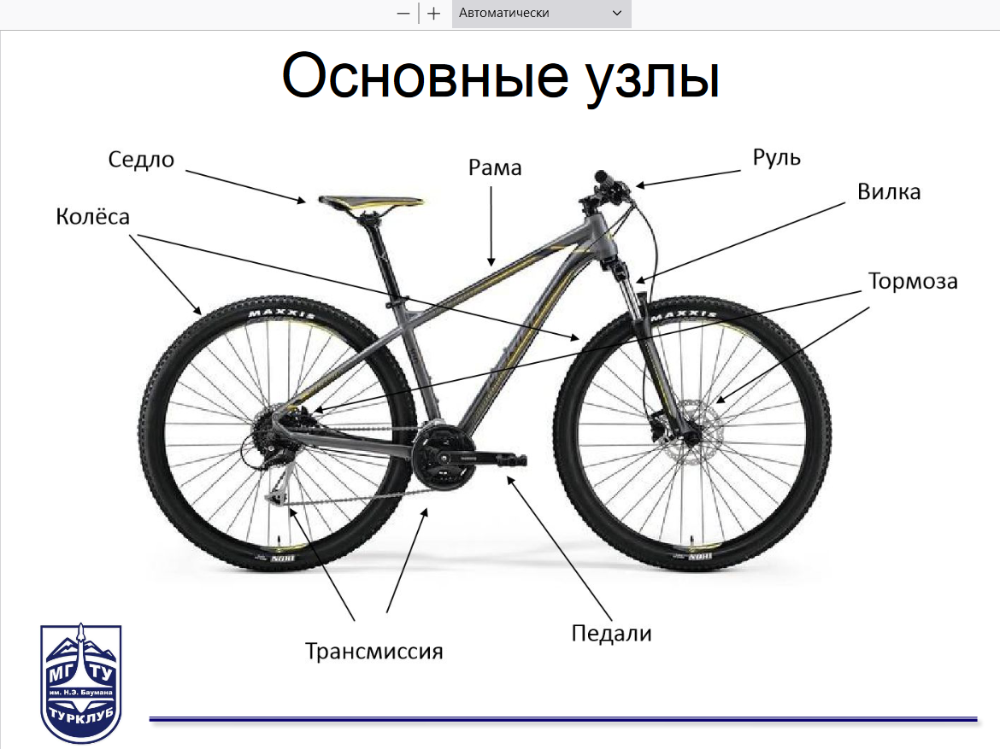 Автоматически
Основные узлы
Седло
Рама
Руль
Вилка
Колёса
Тормоза
MAXXIS
MAXXIS
Педали
Трансмиссия
МГ ТУ
им. Н.Э. Баумана
ТУРКЛУБ